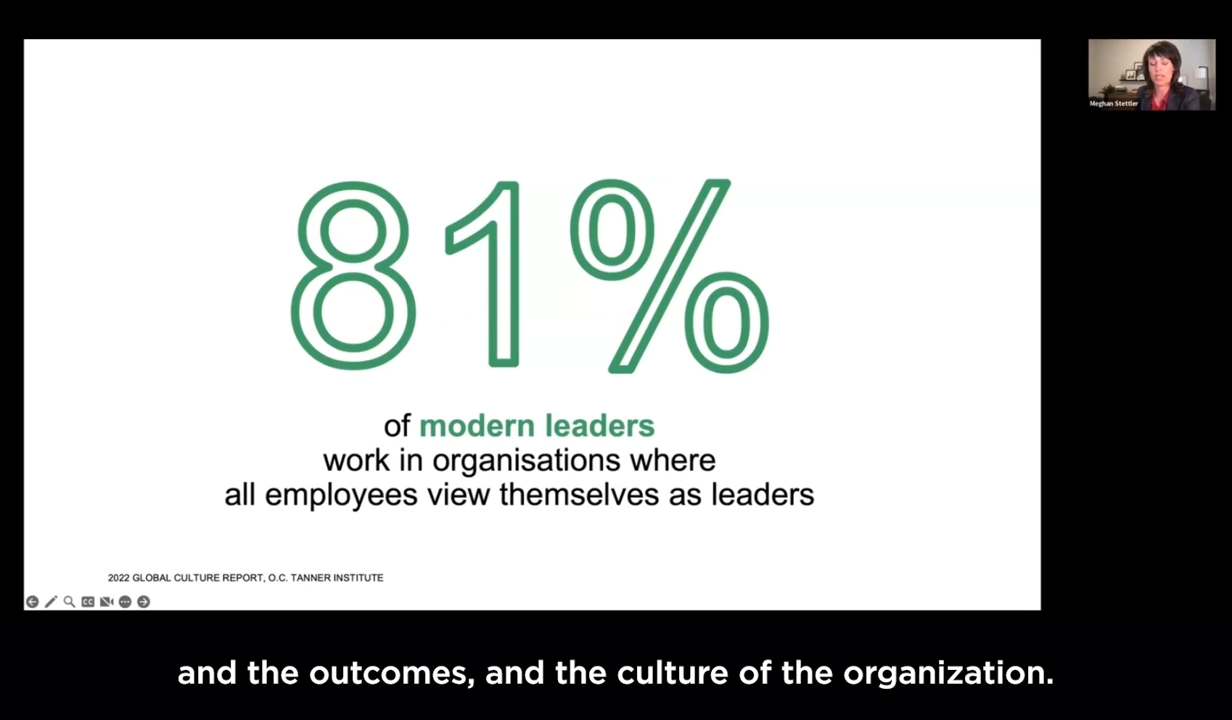 81%
of modern leaders
work in organisations where
all employees view themselves as leaders
2022 GLOBAL CULTURE REPORT, O.C. TANNER INSTITUTE
CC
Meghan Stettler
and the outcomes, and the culture of the organization.